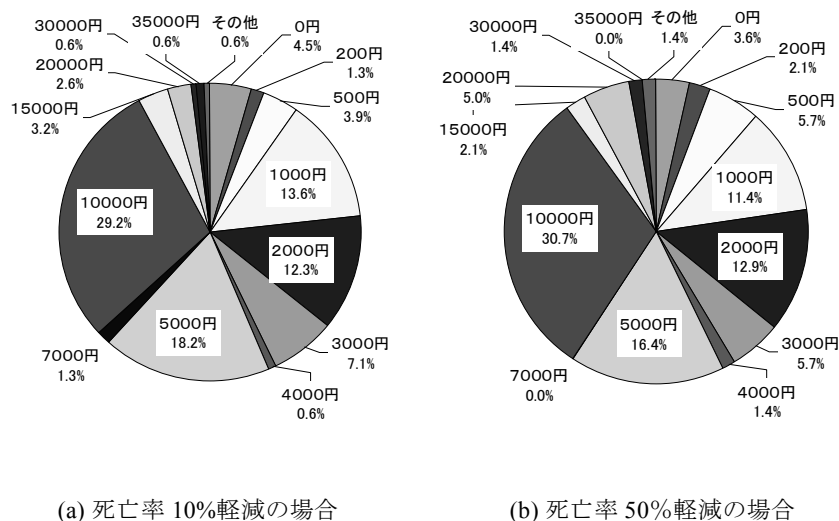 0円
4.5%
200円
1.3%
500円
3.9%
1000円
13.6%
2000円
12.3%
3000円
7.1%
4000円
0.6%
5000円
18.2%
7000円
1.3%
10000円
29.2%
15000円
3.2%
20000円
2.6%
30000円
0.6%
35000円
0.6%
その他
0.6%
(a) 死亡率 10%軽減の場合
0円
3.6%
200円
2.1%
500円
5.7%
1000円
11.4%
2000円
12.9%
3000円
5.7%
4000円
1.4%
5000円
16.4%
7000円
0.0%
10000円
30.7%
15000円
2.1%
20000円
5.0%
30000円
1.4%
35000円
0.0%
その他
1.4%
(b) 死亡率 50％軽減の場合